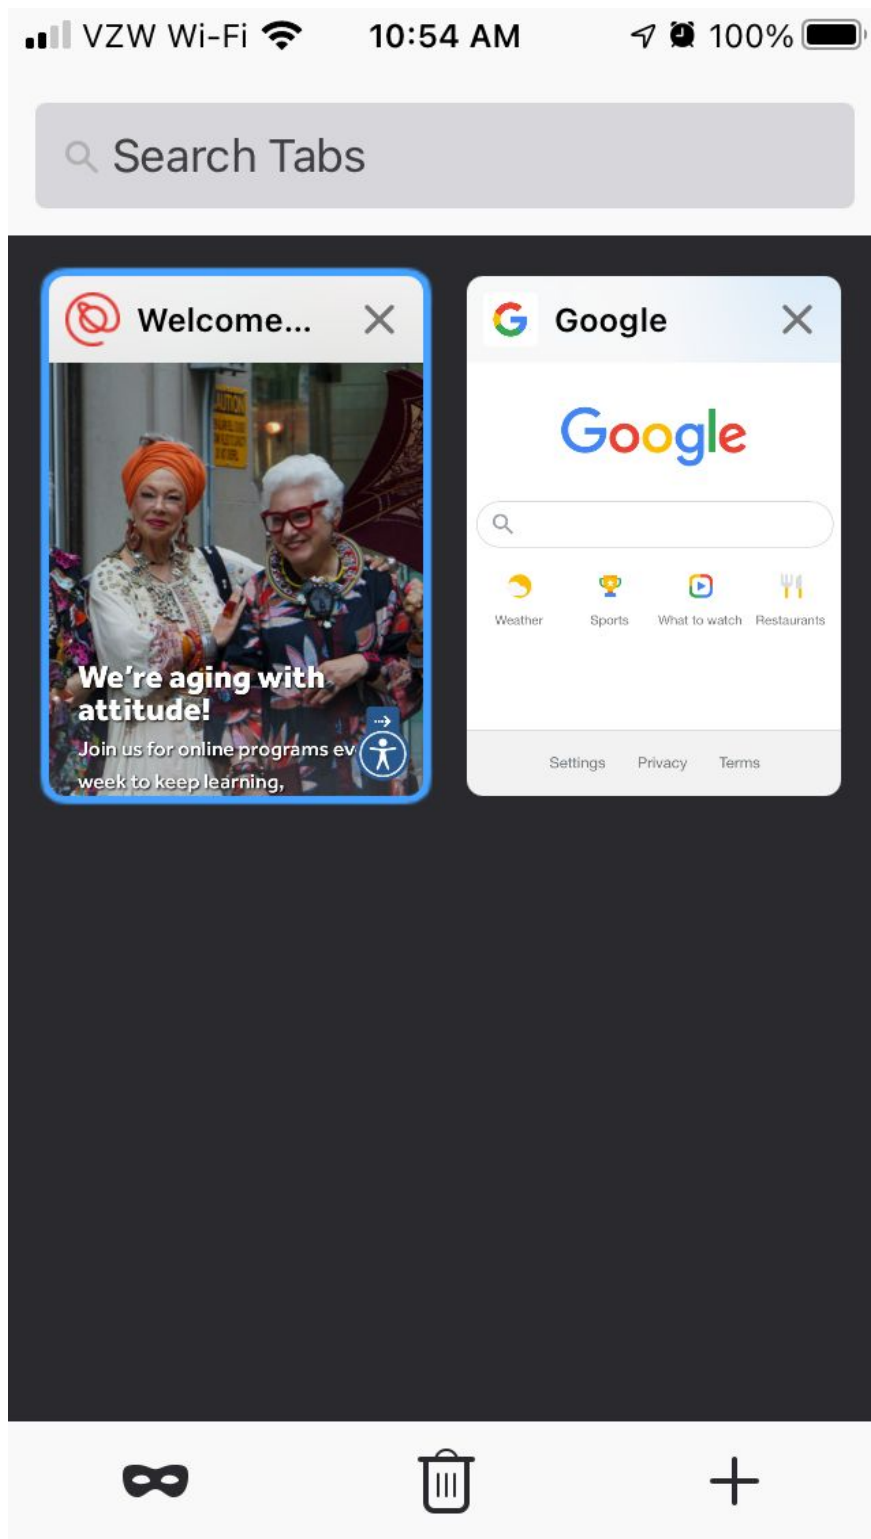 VZW Wi-Fi 10:54 AM 100%
Search Tabs
Welcome...
CAUTION
We're aging with
attitude!
Join us for online programs ev
week to keep learning,
Google
Google
Weather Sports What to watch Restaurants
Settings Privacy Terms